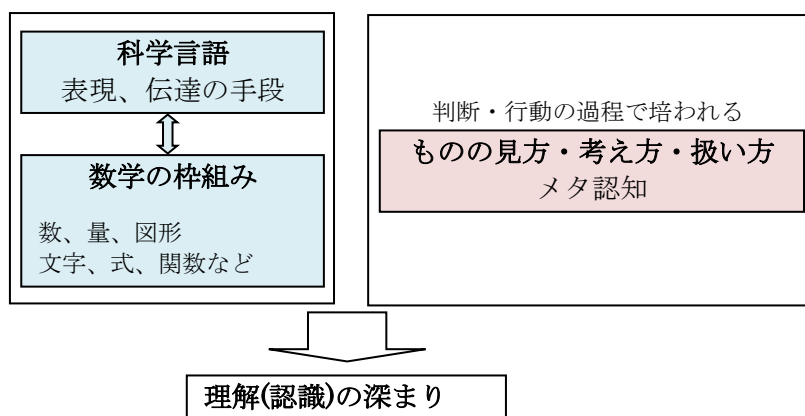 科学言語
表現、伝達の手段
数学の枠組み
数、量、図形
文字、式、関数など
判断・行動の過程で培われる
ものの見方・考え方・扱い方
メタ認知
理解(認識)の深まり